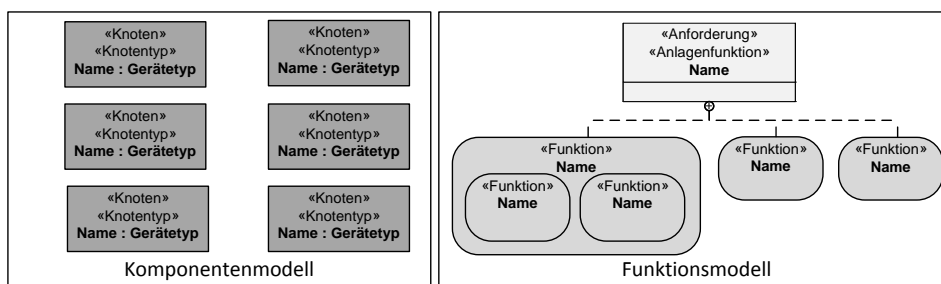 «Knoten»
«Knotentyp»
Name : Gerätetyp
«Knoten»
«Knotentyp»
Name : Gerätetyp
«Knoten»
«Knotentyp»
Name : Gerätetyp
«Knoten»
«Knotentyp»
Name : Gerätetyp
«Knoten»
«Knotentyp»
Name : Gerätetyp
«Knoten»
«Knotentyp»
Name : Gerätetyp
Komponentenmodell
«Anforderung»
«Anlagenfunktion»
Name
«Funktion»
Name
«Funktion»
Name
«Funktion»
Name
«Funktion»
Name
«Funktion»
Name
Funktionsmodell